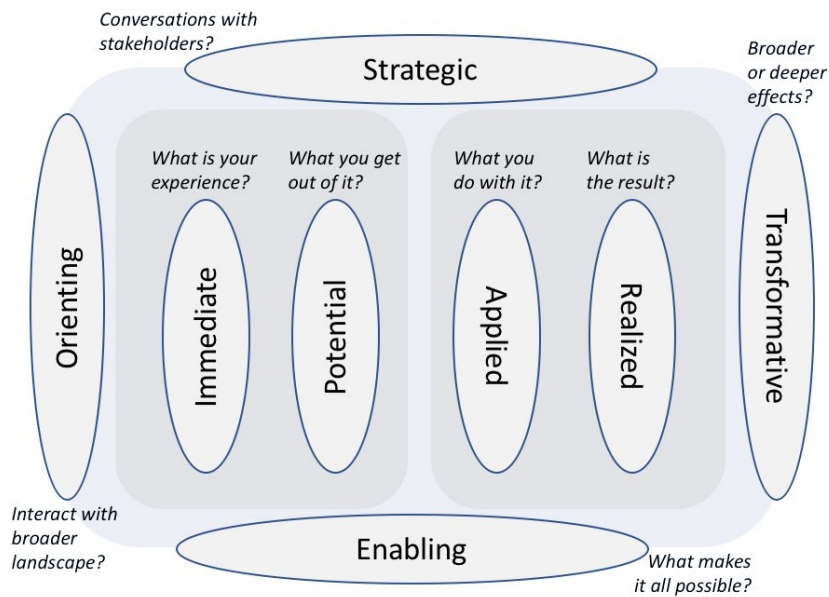 Conversations with
stakeholders?
Strategic
Broader
or deeper
effects?
Orienting
What is your
experience?
Immediate
What you get
out of it?
Potential
What you
do with it?
Applied
What is
the result?
Realized
Transformative
Interact with
broader
landscape?
Enabling
What makes
it all possible?